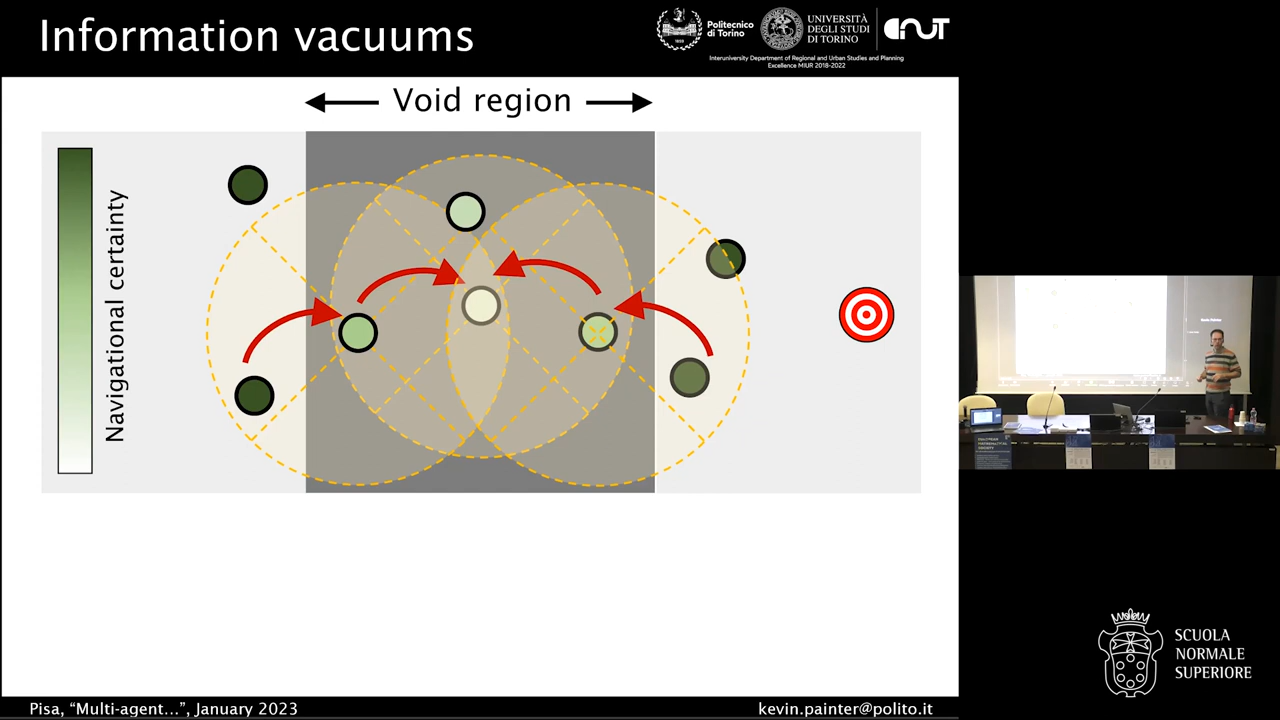 Information vacuums
Politecnico
di Torino
UNIVERSITÀ
DEGLI STUDI
DI TORINO
Interuniversity Department of Regional and Urban Studies and Planning
Excellence MIUR 2018-2022
Void region
Navigational certainty
SCUOLA
NORMALE
SUPERIORE
Pisa, “Multi-agent...”, January 2023
kevin.painter@polito.it